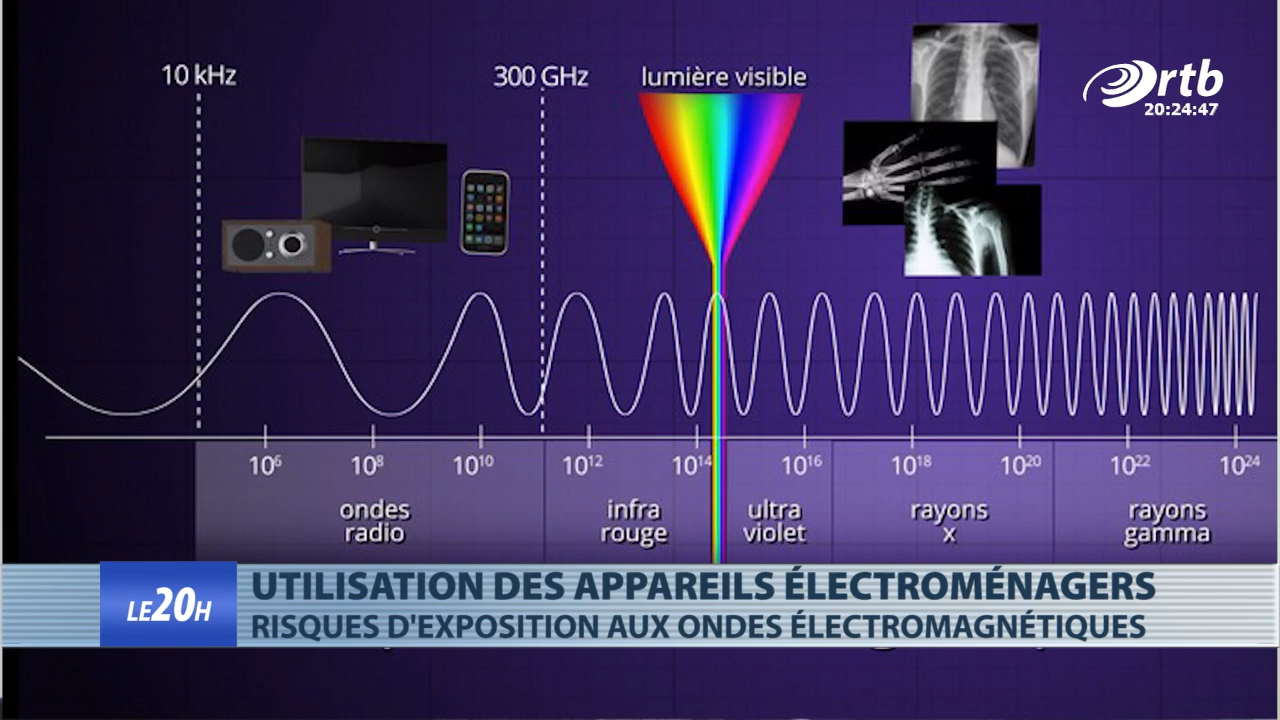 10 kHz
300 GHz
lumière visible
rtb
20:24:47
10⁶
10⁸
10¹⁰
10¹²
10¹⁴
10¹⁶
10¹⁸
10²⁰
10²²
10²⁴
ondes
radio
infra
rouge
ultra
violet
rayons
x
rayons
gamma
LE20H
UTILISATION DES APPAREILS ÉLECTROMÉNAGERS
RISQUES D'EXPOSITION AUX ONDES ÉLECTROMAGNÉTIQUES